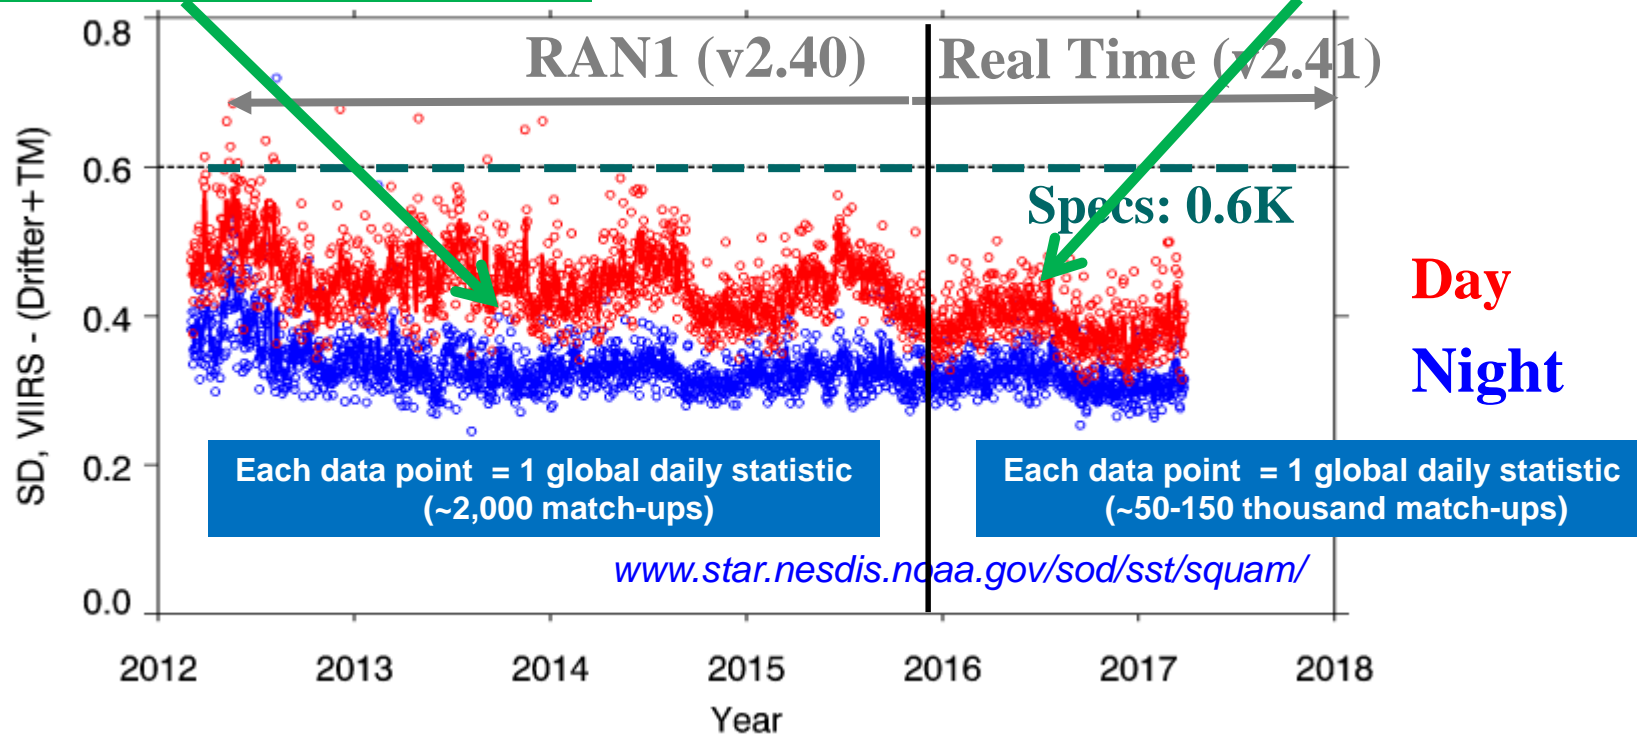 0.8
RAN1 (v2.40)
Real Time (v2.41)
0.6
Specs: 0.6K
Day
0.4
Night
SD, VIIRS - (Drifter+TM)
0.2
Each data point = 1 global daily statistic
(~2,000 match-ups)
Each data point = 1 global daily statistic
(~50-150 thousand match-ups)
www.star.nesdis.noaa.gov/sod/sst/squam/
0.0
2012 2013 2014 2015 2016 2017 2018
Year